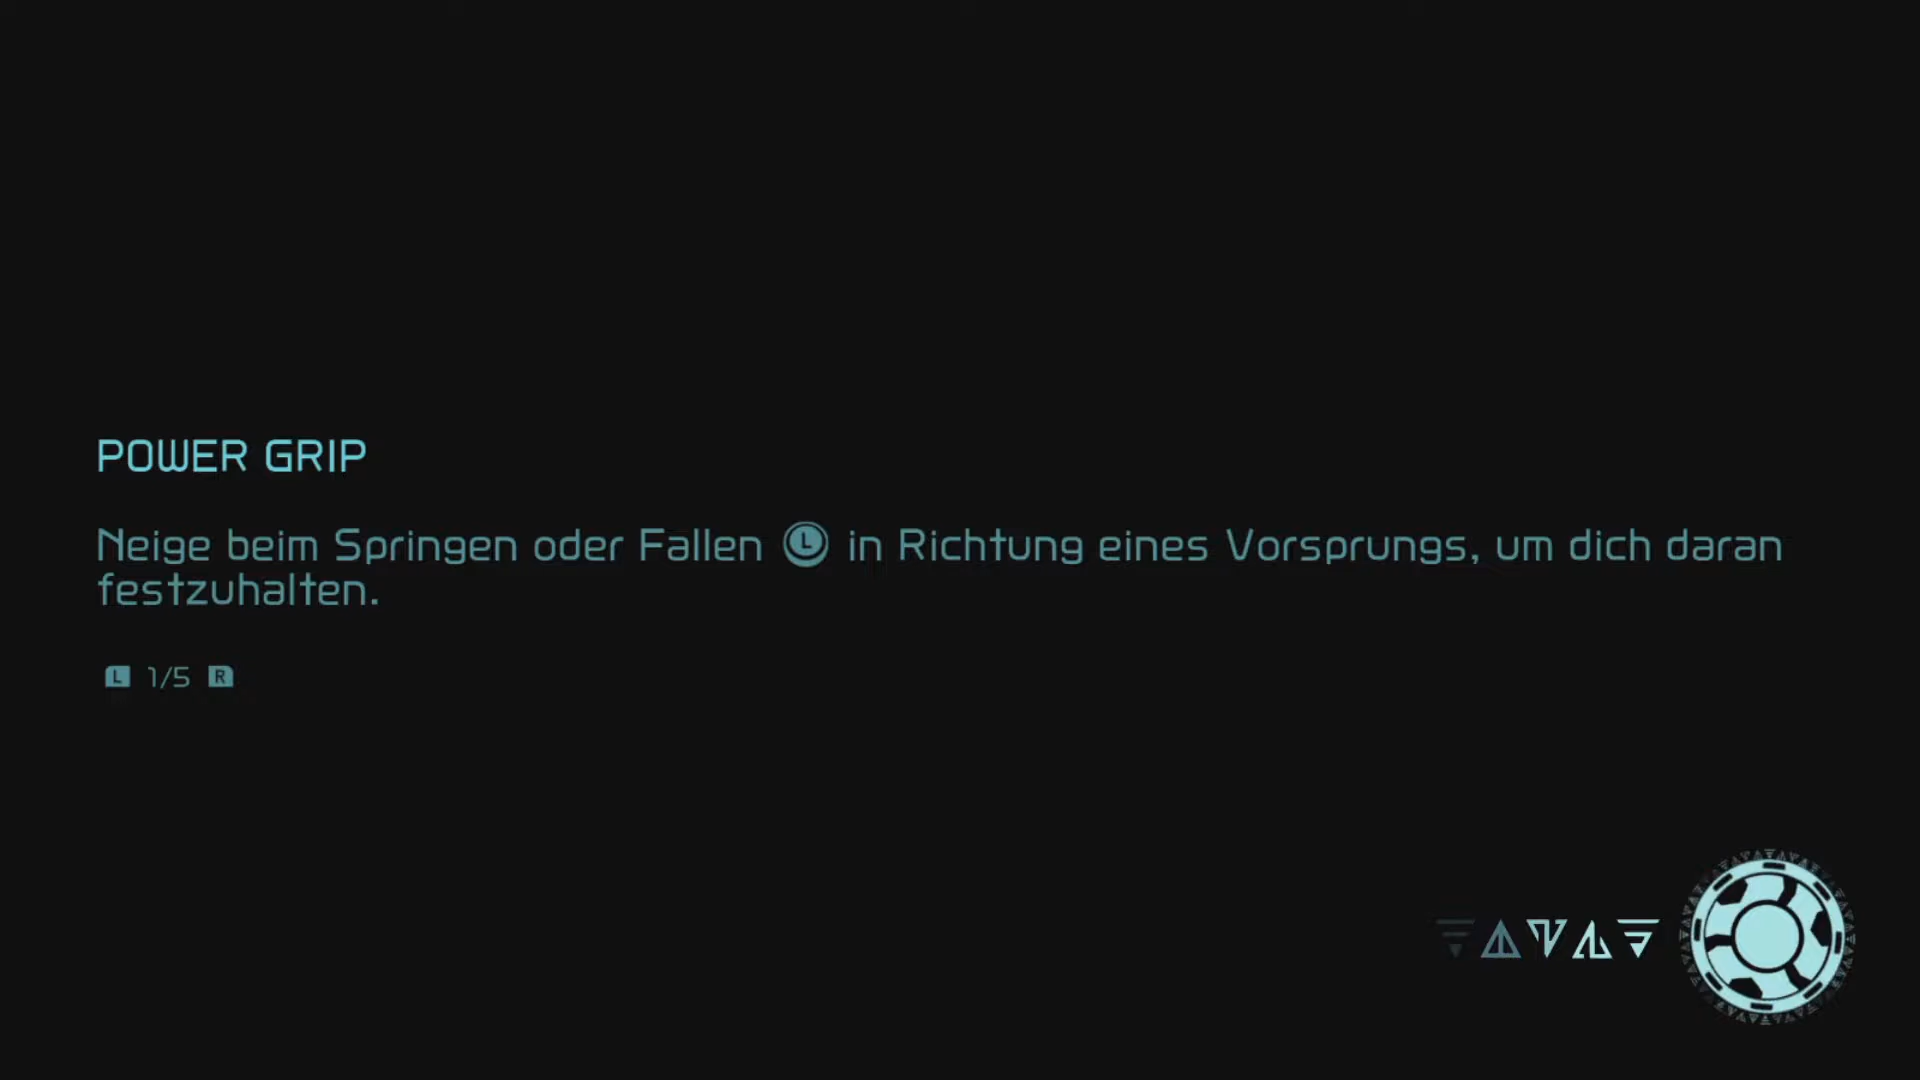 POWER GRIP
Neige beim Springen oder Fallen L in Richtung eines Vorsprungs, um dich daran
festzuhalten.
L 1/5 R